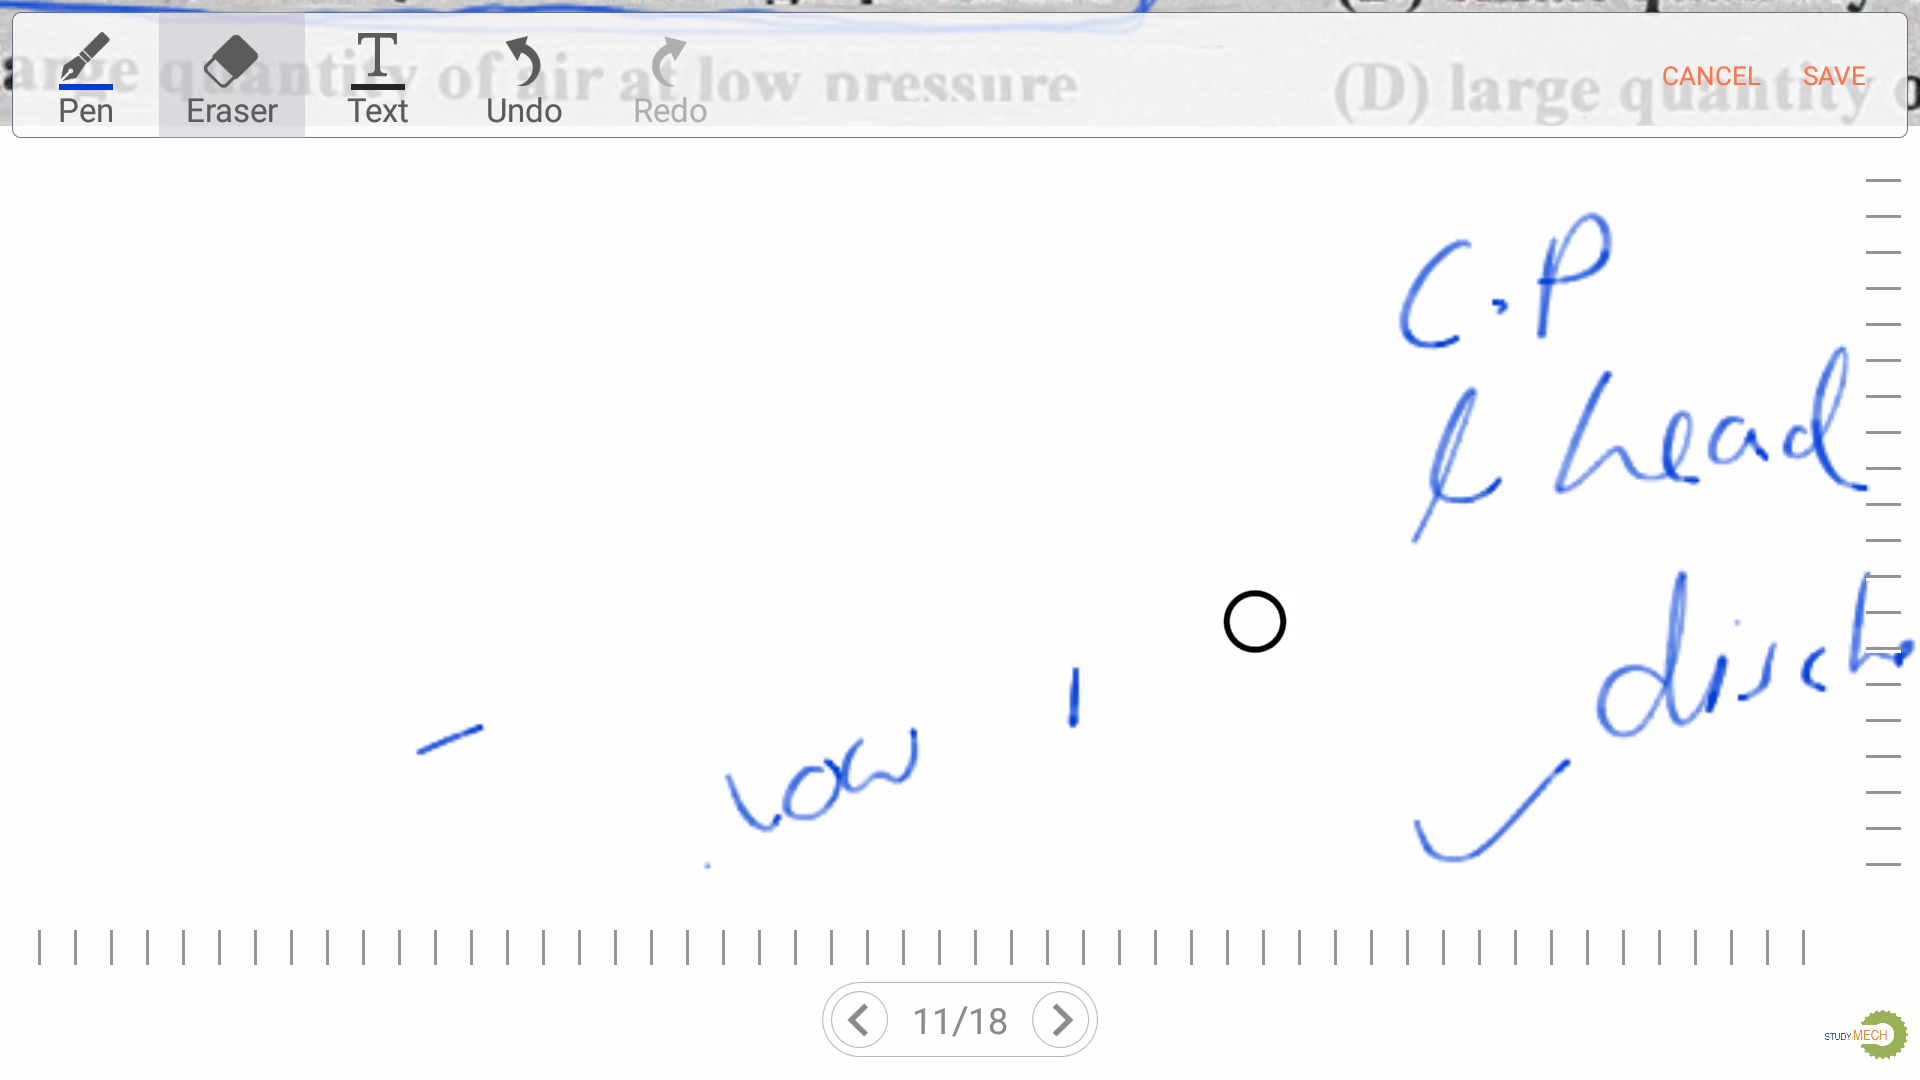 large quantity of air at low pressure
(D) large quantity o
Pen Eraser Text Undo Redo CANCEL SAVE
C.P
l head
disch
low
11/18
STUDY MECH